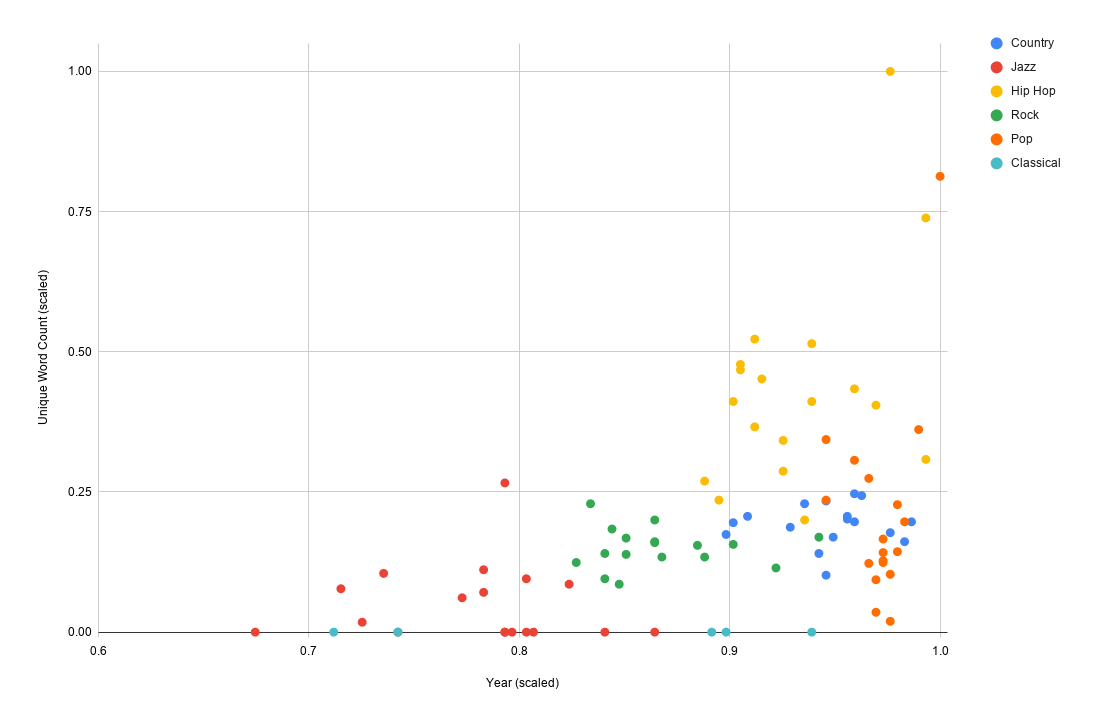 Country
Jazz
Hip Hop
Rock
Pop
Classical
1.00
0.75
0.50
0.25
0.00
Unique Word Count (scaled)
0.6 0.7 0.8 0.9 1.0
Year (scaled)